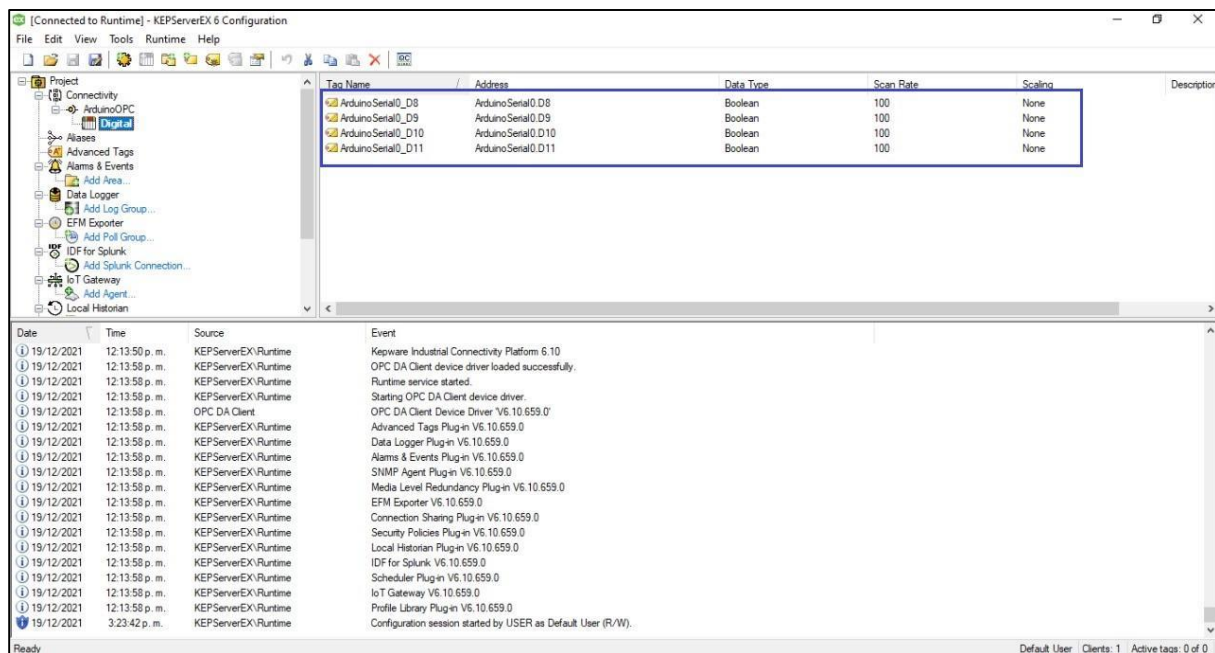 [Connected to Runtime] - KEPServerEX 6 Configuration
File Edit View Tools Runtime Help
Project
Connectivity
ArduinoOPC
Digital
Aliases
Advanced Tags
Alarms & Events
Add Area...
Data Logger
Add Log Group...
EFM Exporter
Add Poll Group...
IDF for Splunk
Add Splunk Connection...
IoT Gateway
Add Agent...
Local Historian
Tag Name Address Data Type Scan Rate Scaling Description
ArduinoSerial0_D8 ArduinoSerial0.D8 Boolean 100 None
ArduinoSerial0_D9 ArduinoSerial0.D9 Boolean 100 None
ArduinoSerial0_D10 ArduinoSerial0.D10 Boolean 100 None
ArduinoSerial0_D11 ArduinoSerial0.D11 Boolean 100 None
Date Time Source Event
19/12/2021 12:13:50 p. m. KEPServerEX\Runtime Kepware Industrial Connectivity Platform 6.10
19/12/2021 12:13:58 p. m. KEPServerEX\Runtime OPC DA Client device driver loaded successfully.
19/12/2021 12:13:58 p. m. KEPServerEX\Runtime Runtime service started.
19/12/2021 12:13:58 p. m. KEPServerEX\Runtime Starting OPC DA Client device driver.
19/12/2021 12:13:58 p. m. OPC DA Client OPC DA Client Device Driver 'V6.10.659.0'
19/12/2021 12:13:58 p. m. KEPServerEX\Runtime Advanced Tags Plug-in V6.10.659.0
19/12/2021 12:13:58 p. m. KEPServerEX\Runtime Data Logger Plug-in V6.10.659.0
19/12/2021 12:13:58 p. m. KEPServerEX\Runtime Alarms & Events Plug-in V6.10.659.0
19/12/2021 12:13:58 p. m. KEPServerEX\Runtime SNMP Agent Plug-in V6.10.659.0
19/12/2021 12:13:58 p. m. KEPServerEX\Runtime Media Level Redundancy Plug-in V6.10.659.0
19/12/2021 12:13:58 p. m. KEPServerEX\Runtime EFM Exporter V6.10.659.0
19/12/2021 12:13:58 p. m. KEPServerEX\Runtime Connection Sharing Plug-in V6.10.659.0
19/12/2021 12:13:58 p. m. KEPServerEX\Runtime Security Policies Plug-in V6.10.659.0
19/12/2021 12:13:58 p. m. KEPServerEX\Runtime Local Historian Plug-in V6.10.659.0
19/12/2021 12:13:58 p. m. KEPServerEX\Runtime IDF for Splunk V6.10.659.0
19/12/2021 12:13:58 p. m. KEPServerEX\Runtime Scheduler Plug-in V6.10.659.0
19/12/2021 12:13:58 p. m. KEPServerEX\Runtime IoT Gateway V6.10.659.0
19/12/2021 12:13:58 p. m. KEPServerEX\Runtime Profile Library Plug-in V6.10.659.0
19/12/2021 3:23:42 p. m. KEPServerEX\Runtime Configuration session started by USER as Default User (R/W).
Ready Default User Clients: 1 Active tags: 0 of 0